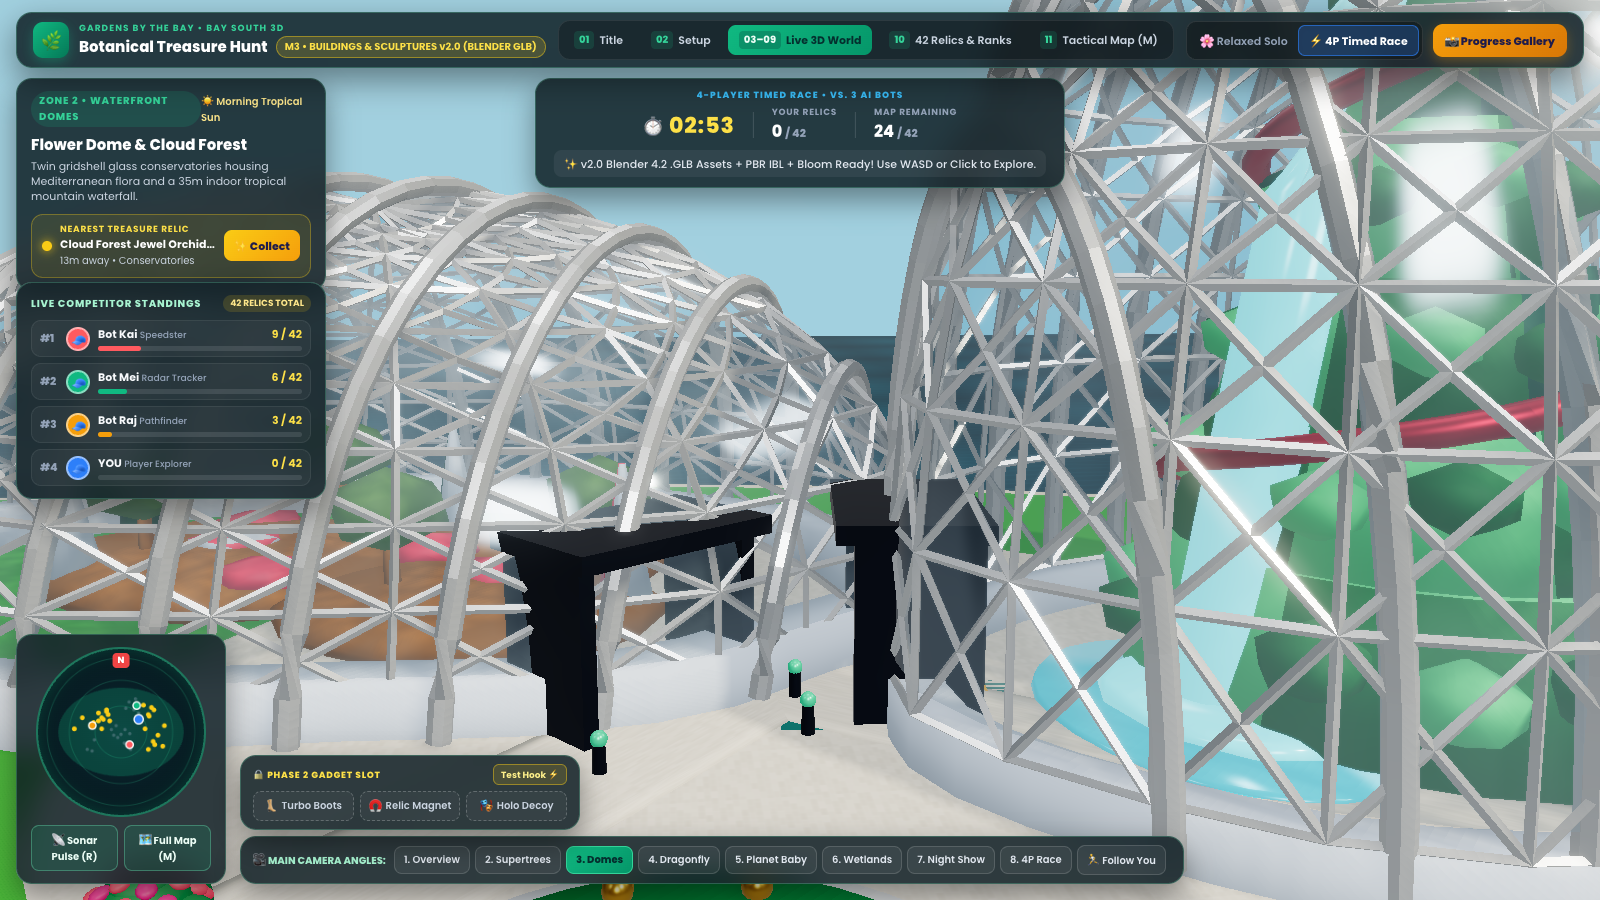 GARDENS BY THE BAY • BAY SOUTH 3D
Botanical Treasure Hunt
M3 • BUILDINGS & SCULPTURES v2.0 (BLENDER GLB)
01 Title
02 Setup
03–09 Live 3D World
10 42 Relics & Ranks
11 Tactical Map (M)
🌸 Relaxed Solo
⚡ 4P Timed Race
📸 Progress Gallery
ZONE 2 • WATERFRONT
DOMES
☀️ Morning Tropical
Sun
Flower Dome & Cloud Forest
Twin gridshell glass conservatories housing
Mediterranean flora and a 35m indoor tropical
mountain waterfall.
NEAREST TREASURE RELIC
Cloud Forest Jewel Orchid...
13m away • Conservatories
✨ Collect
LIVE COMPETITOR STANDINGS
42 RELICS TOTAL
#1 Bot Kai Speedster 9 / 42
#2 Bot Mei Radar Tracker 6 / 42
#3 Bot Raj Pathfinder 3 / 42
#4 YOU Player Explorer 0 / 42
4-PLAYER TIMED RACE • VS. 3 AI BOTS
⏱️ 02:53
YOUR RELICS
0 / 42
MAP REMAINING
24 / 42
✨ v2.0 Blender 4.2 .GLB Assets + PBR IBL + Bloom Ready! Use WASD or Click to Explore.
N
📡 Sonar
Pulse (R)
🗺️ Full Map
(M)
🔒 PHASE 2 GADGET SLOT
Test Hook ⚡
👢 Turbo Boots
🧲 Relic Magnet
🎭 Holo Decoy
🎥 MAIN CAMERA ANGLES:
1. Overview
2. Supertrees
3. Domes
4. Dragonfly
5. Planet Baby
6. Wetlands
7. Night Show
8. 4P Race
🏃 Follow You